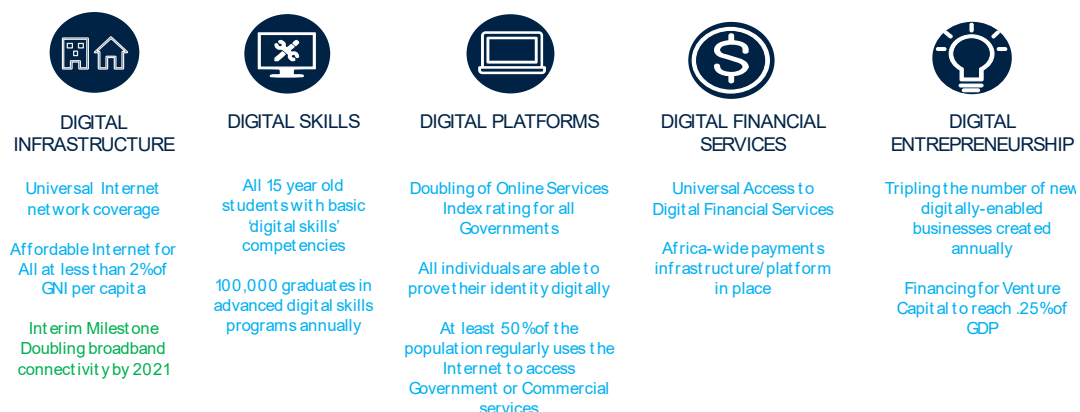 DIGITAL
INFRASTRUCTURE
Universal Internet
network coverage
Affordable Internet for
All at less than 2%of
GNI per capita
Interim Milestone
Doubling broadband
connectivity by 2021
DIGITAL SKILLS
All 15 year old
students with basic
'digital skills'
competencies
100,000 graduates in
advanced digital skills
programs annually
DIGITAL PLATFORMS
Doubling of Online Services
Index rating for all
Governments
All individuals are able to
prove their identity digitally
At least 50%of the
population regularly uses the
Internet to access
Government or Commercial
services
DIGITAL FINANCIAL
SERVICES
Universal Access to
Digital Financial Services
Africa-wide payments
infrastructure/platform
in place
DIGITAL
ENTREPRENEURSHIP
Tripling the number of new
digitally-enabled
businesses created
annually
Financing for Venture
Capital to reach .25%of
GDP